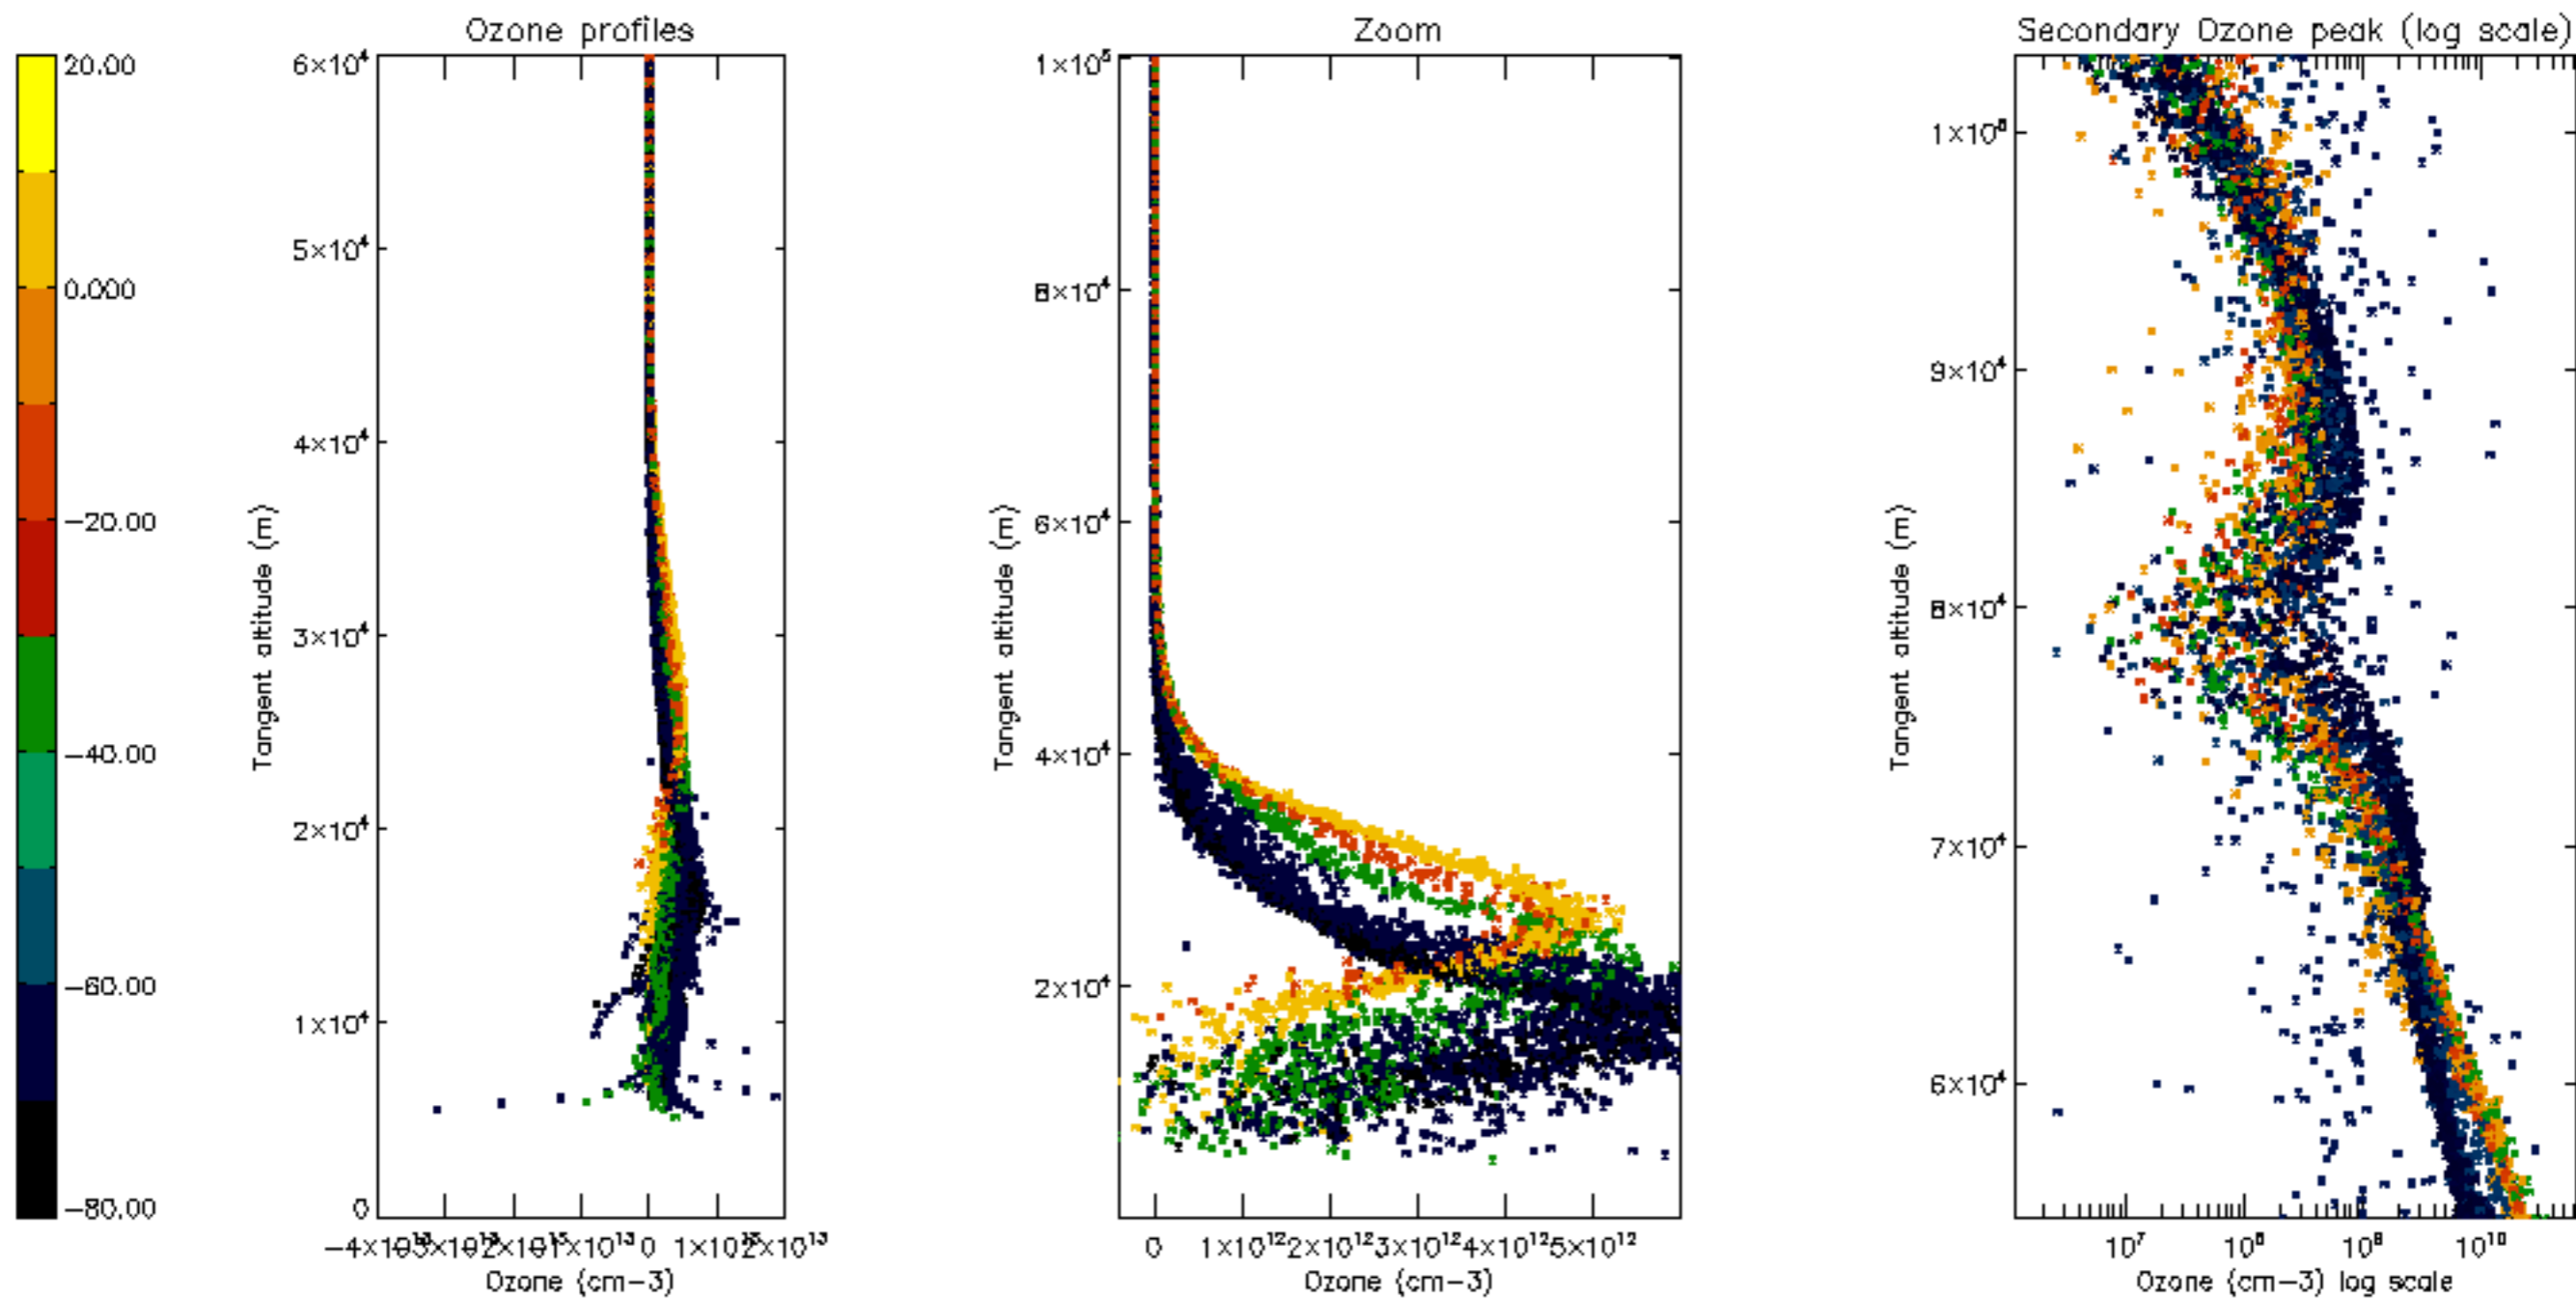 Ozone profiles
Zoom
Secondary Ozone peak (log scale)
20.00
0.000
−20.00
−40.00
−60.00
−80.00
6×10⁴
5×10⁴
4×10⁴
3×10⁴
2×10⁴
1×10⁴
0
Tangent altitude (m)
0
2×10¹³
Ozone (cm−3)
1×10⁵
8×10⁴
6×10⁴
4×10⁴
2×10⁴
Tangent altitude (m)
0 1×10¹² 2×10¹² 3×10¹² 4×10¹² 5×10¹²
Ozone (cm−3)
9×10⁴
8×10⁴
7×10⁴
6×10⁴
Tangent altitude (m)
10⁷ 10⁸ 10⁹ 10¹⁰
Ozone (cm−3) log scale